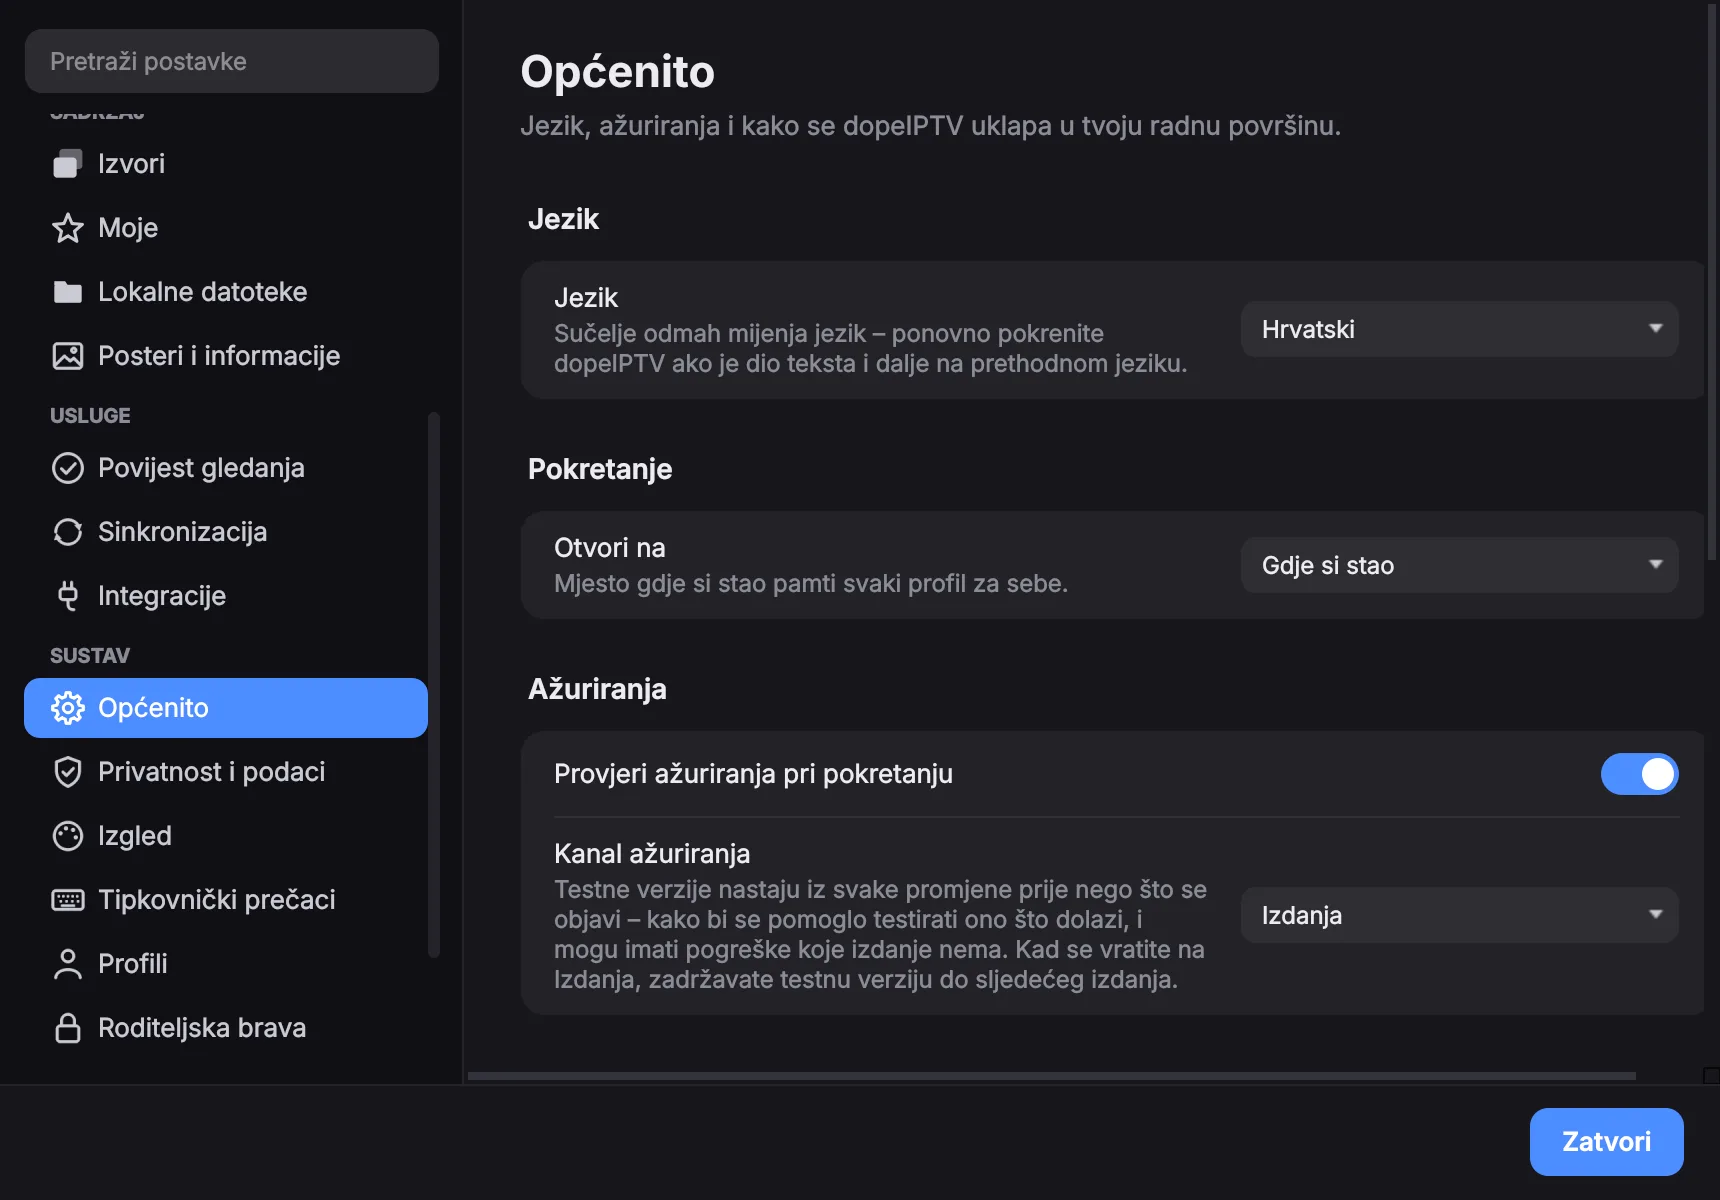 Pretraži postavke
SADRŽAJ
Izvori
Moje
Lokalne datoteke
Posteri i informacije
USLUGE
Povijest gledanja
Sinkronizacija
Integracije
SUSTAV
Općenito
Privatnost i podaci
Izgled
Tipkovnički prečaci
Profili
Roditeljska brava
Općenito
Jezik, ažuriranja i kako se dopeIPTV uklapa u tvoju radnu površinu.
Jezik
Jezik
Sučelje odmah mijenja jezik – ponovno pokrenite
dopeIPTV ako je dio teksta i dalje na prethodnom jeziku.
Hrvatski
Pokretanje
Otvori na
Mjesto gdje si stao pamti svaki profil za sebe.
Gdje si stao
Ažuriranja
Provjeri ažuriranja pri pokretanju
Kanal ažuriranja
Testne verzije nastaju iz svake promjene prije nego što se
objavi – kako bi se pomoglo testirati ono što dolazi, i
mogu imati pogreške koje izdanje nema. Kad se vratite na
Izdanja, zadržavate testnu verziju do sljedećeg izdanja.
Izdanja
Zatvori